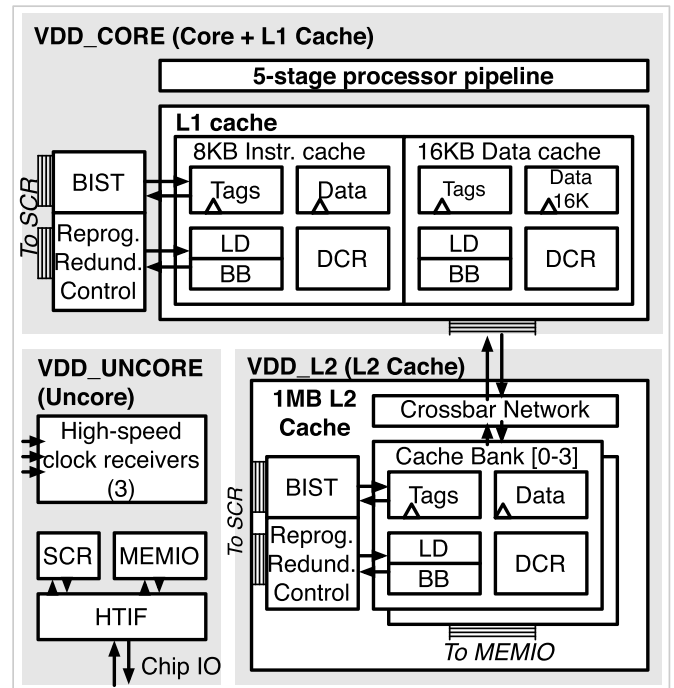 VDD_CORE (Core + L1 Cache)
5-stage processor pipeline
L1 cache
8KB Instr. cache
16KB Data cache
To SCR
BIST
Reprog.
Redund.
Control
Tags
Data
LD
BB
DCR
Tags
Data
16K
LD
BB
DCR
VDD_UNCORE
(Uncore)
High-speed
clock receivers
(3)
SCR
MEMIO
HTIF
Chip IO
VDD_L2 (L2 Cache)
1MB L2
Cache
Crossbar Network
Cache Bank [0-3]
To SCR
BIST
Reprog.
Redund.
Control
Tags
Data
LD
BB
DCR
To MEMIO